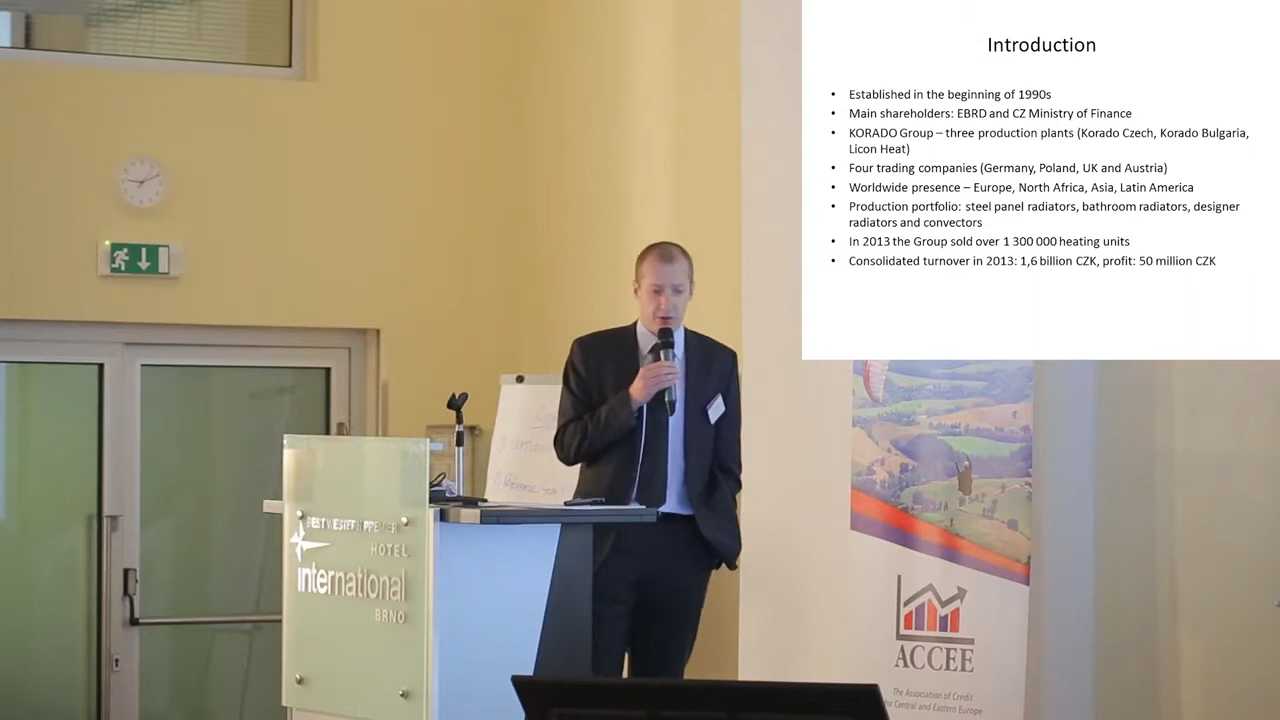 Introduction
• Established in the beginning of 1990s
• Main shareholders: EBRD and CZ Ministry of Finance
• KORADO Group – three production plants (Korado Czech, Korado Bulgaria,
Licon Heat)
• Four trading companies (Germany, Poland, UK and Austria)
• Worldwide presence – Europe, North Africa, Asia, Latin America
• Production portfolio: steel panel radiators, bathroom radiators, designer
radiators and convectors
• In 2013 the Group sold over 1 300 000 heating units
• Consolidated turnover in 2013: 1,6 billion CZK, profit: 50 million CZK
BEST WESTERN PREMIER
HOTEL
international
BRNO
ACCEE
The Association of Credit
for Central and Eastern Europe